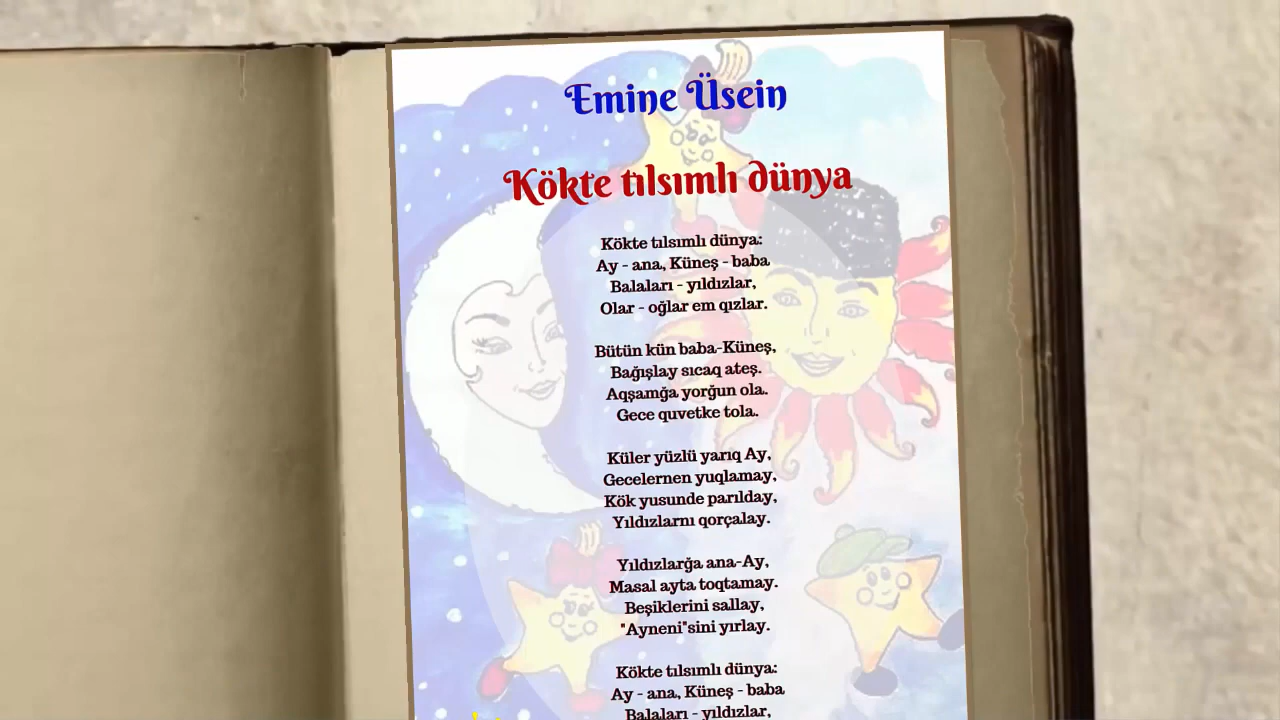 Emine Üsein
Kökte tılsımlı dünya
Kökte tılsımlı dünya:
Ay - ana, Küneş - baba
Balaları - yıldızlar,
Olar - oğlar em qızlar.
Bütün kün baba-Küneş,
Bağışlay sıcaq ateş.
Aqşamğa yorğun ola.
Gece quvetke tola.
Küler yüzlü yarıq Ay,
Gecelernen yuqlamay,
Kök yusunde parılday,
Yıldızlarnı qorçalay.
Yıldızlarğa ana-Ay,
Masal ayta toqtamay.
Beşiklerini sallay,
"Ayneni"sini yırlay.
Kökte tılsımlı dünya:
Ay - ana, Küneş - baba
Balaları - yıldızlar,